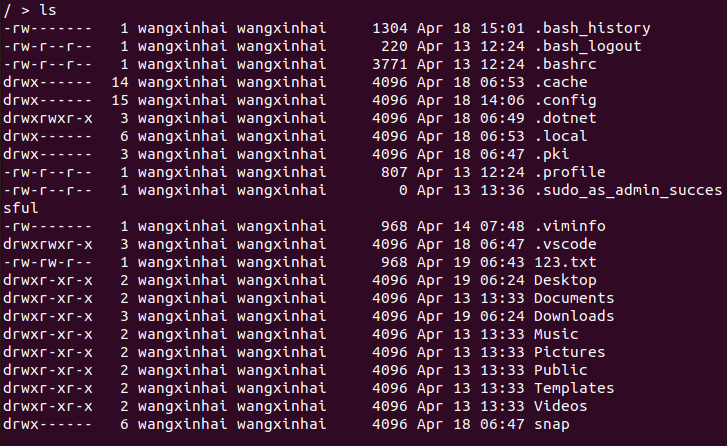 / > ls
-rw-------   1 wangxinhai wangxinhai     1304 Apr 18 15:01 .bash_history
-rw-r--r--   1 wangxinhai wangxinhai      220 Apr 13 12:24 .bash_logout
-rw-r--r--   1 wangxinhai wangxinhai     3771 Apr 13 12:24 .bashrc
drwx------  14 wangxinhai wangxinhai     4096 Apr 18 06:53 .cache
drwx------  15 wangxinhai wangxinhai     4096 Apr 18 14:06 .config
drwxrwxr-x   3 wangxinhai wangxinhai     4096 Apr 18 06:49 .dotnet
drwx------   6 wangxinhai wangxinhai     4096 Apr 18 06:53 .local
drwx------   3 wangxinhai wangxinhai     4096 Apr 18 06:47 .pki
-rw-r--r--   1 wangxinhai wangxinhai      807 Apr 13 12:24 .profile
-rw-r--r--   1 wangxinhai wangxinhai        0 Apr 13 13:36 .sudo_as_admin_succes
sful
-rw-------   1 wangxinhai wangxinhai      968 Apr 14 07:48 .viminfo
drwxrwxr-x   3 wangxinhai wangxinhai     4096 Apr 18 06:47 .vscode
-rw-rw-r--   1 wangxinhai wangxinhai      968 Apr 19 06:43 123.txt
drwxr-xr-x   2 wangxinhai wangxinhai     4096 Apr 19 06:24 Desktop
drwxr-xr-x   2 wangxinhai wangxinhai     4096 Apr 13 13:33 Documents
drwxr-xr-x   3 wangxinhai wangxinhai     4096 Apr 19 06:24 Downloads
drwxr-xr-x   2 wangxinhai wangxinhai     4096 Apr 13 13:33 Music
drwxr-xr-x   2 wangxinhai wangxinhai     4096 Apr 13 13:33 Pictures
drwxr-xr-x   2 wangxinhai wangxinhai     4096 Apr 13 13:33 Public
drwxr-xr-x   2 wangxinhai wangxinhai     4096 Apr 13 13:33 Templates
drwxr-xr-x   2 wangxinhai wangxinhai     4096 Apr 13 13:33 Videos
drwx------   6 wangxinhai wangxinhai     4096 Apr 18 06:47 snap